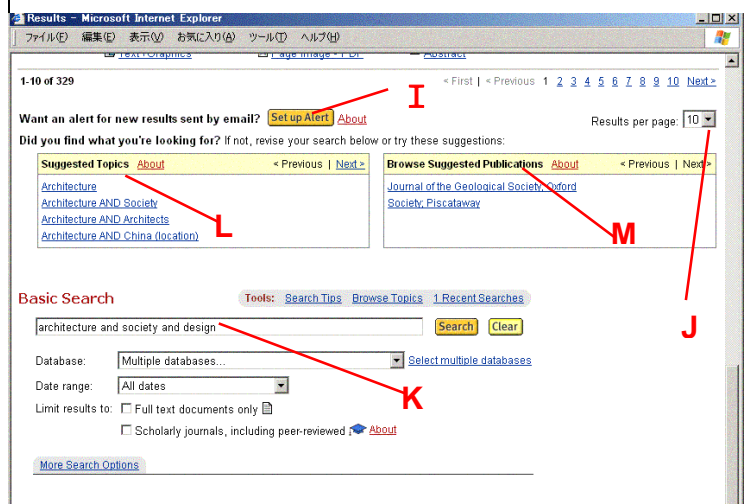 Results - Microsoft Internet Explorer
ファイル(F) 編集(E) 表示(V) お気に入り(A) ツール(T) ヘルプ(H)
Text+Graphics Page Image - PDF Abstract
1-10 of 329 < First | < Previous 1 2 3 4 5 6 7 8 9 10 Next >
I
Want an alert for new results sent by email? Set up Alert About
Results per page: 10
Did you find what you're looking for? If not, revise your search below or try these suggestions:
Suggested Topics About < Previous | Next >
Architecture
Architecture AND Society
Architecture AND Architects
Architecture AND China (location)
L
Browse Suggested Publications About < Previous | Next >
Journal of the Geological Society; Oxford
Society; Piscataway
M
J
Basic Search Tools: Search Tips Browse Topics 1 Recent Searches
architecture and society and design Search Clear
Database: Multiple databases... Select multiple databases
Date range: All dates
K
Limit results to: Full text documents only
Scholarly journals, including peer-reviewed About
More Search Options